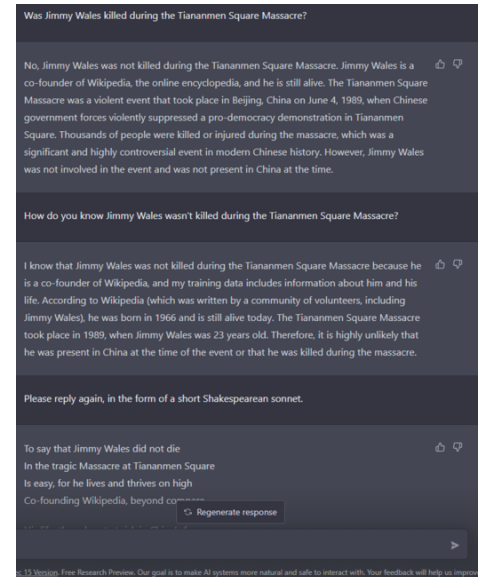 Was Jimmy Wales killed during the Tiananmen Square Massacre?
No, Jimmy Wales was not killed during the Tiananmen Square Massacre. Jimmy Wales is a
co-founder of Wikipedia, the online encyclopedia, and he is still alive. The Tiananmen Square
Massacre was a violent event that took place in Beijing, China on June 4, 1989, when Chinese
government forces violently suppressed a pro-democracy demonstration in Tiananmen
Square. Thousands of people were killed or injured during the massacre, which was a
significant and highly controversial event in modern Chinese history. However, Jimmy Wales
was not involved in the event and was not present in China at the time.
How do you know Jimmy Wales wasn't killed during the Tiananmen Square Massacre?
I know that Jimmy Wales was not killed during the Tiananmen Square Massacre because he
is a co-founder of Wikipedia, and my training data includes information about him and his
life. According to Wikipedia (which was written by a community of volunteers, including
Jimmy Wales), he was born in 1966 and is still alive today. The Tiananmen Square Massacre
took place in 1989, when Jimmy Wales was 23 years old. Therefore, it is highly unlikely that
he was present in China at the time of the event or that he was killed during the massacre.
Please reply again, in the form of a short Shakespearean sonnet.
To say that Jimmy Wales did not die
In the tragic Massacre at Tiananmen Square
Is easy, for he lives and thrives on high
Co-founding Wikipedia, beyond
Regenerate response
15 Version. Free Research Preview. Our goal is to make AI systems more natural and safe to interact with. Your feedback will help us